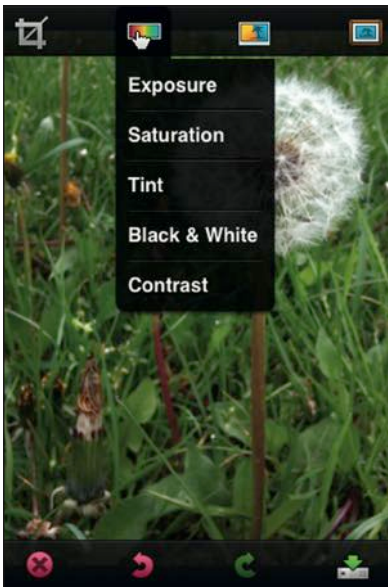 Exposure
Saturation
Tint
Black & White
Contrast